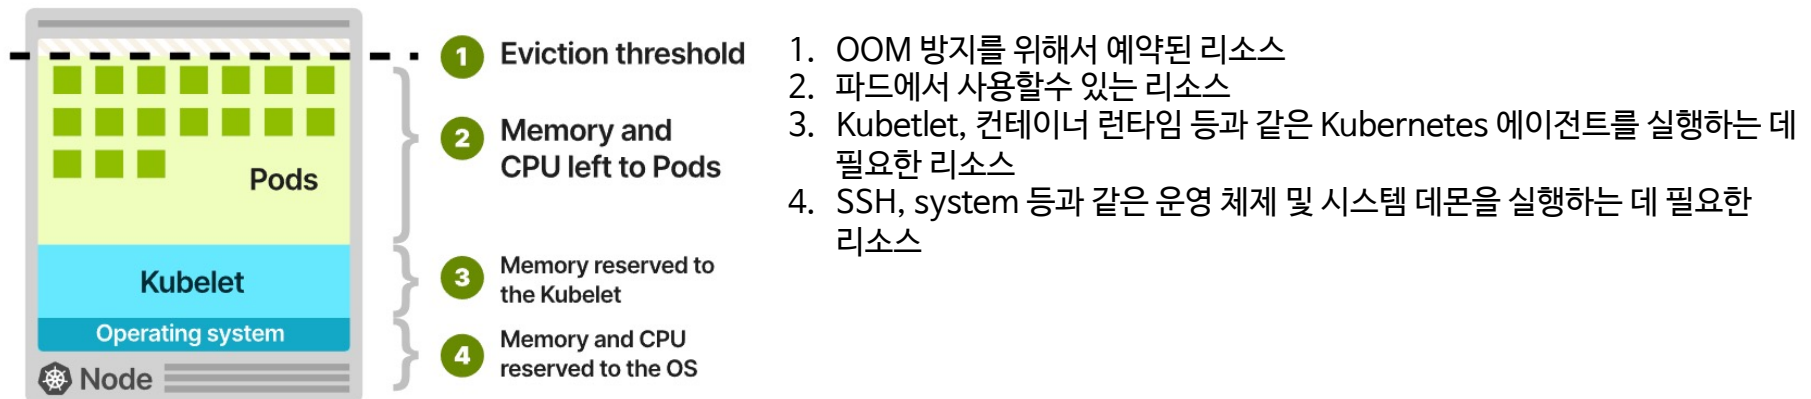 1 Eviction threshold
2 Memory and
CPU left to Pods
Pods
Kubelet
3 Memory reserved to
the Kubelet
Operating system
4 Memory and CPU
reserved to the OS
Node
1. OOM 방지를 위해서 예약된 리소스
2. 파드에서 사용할수 있는 리소스
3. Kubetlet, 컨테이너 런타임 등과 같은 Kubernetes 에이전트를 실행하는 데
필요한 리소스
4. SSH, system 등과 같은 운영 체제 및 시스템 데몬을 실행하는 데 필요한
리소스